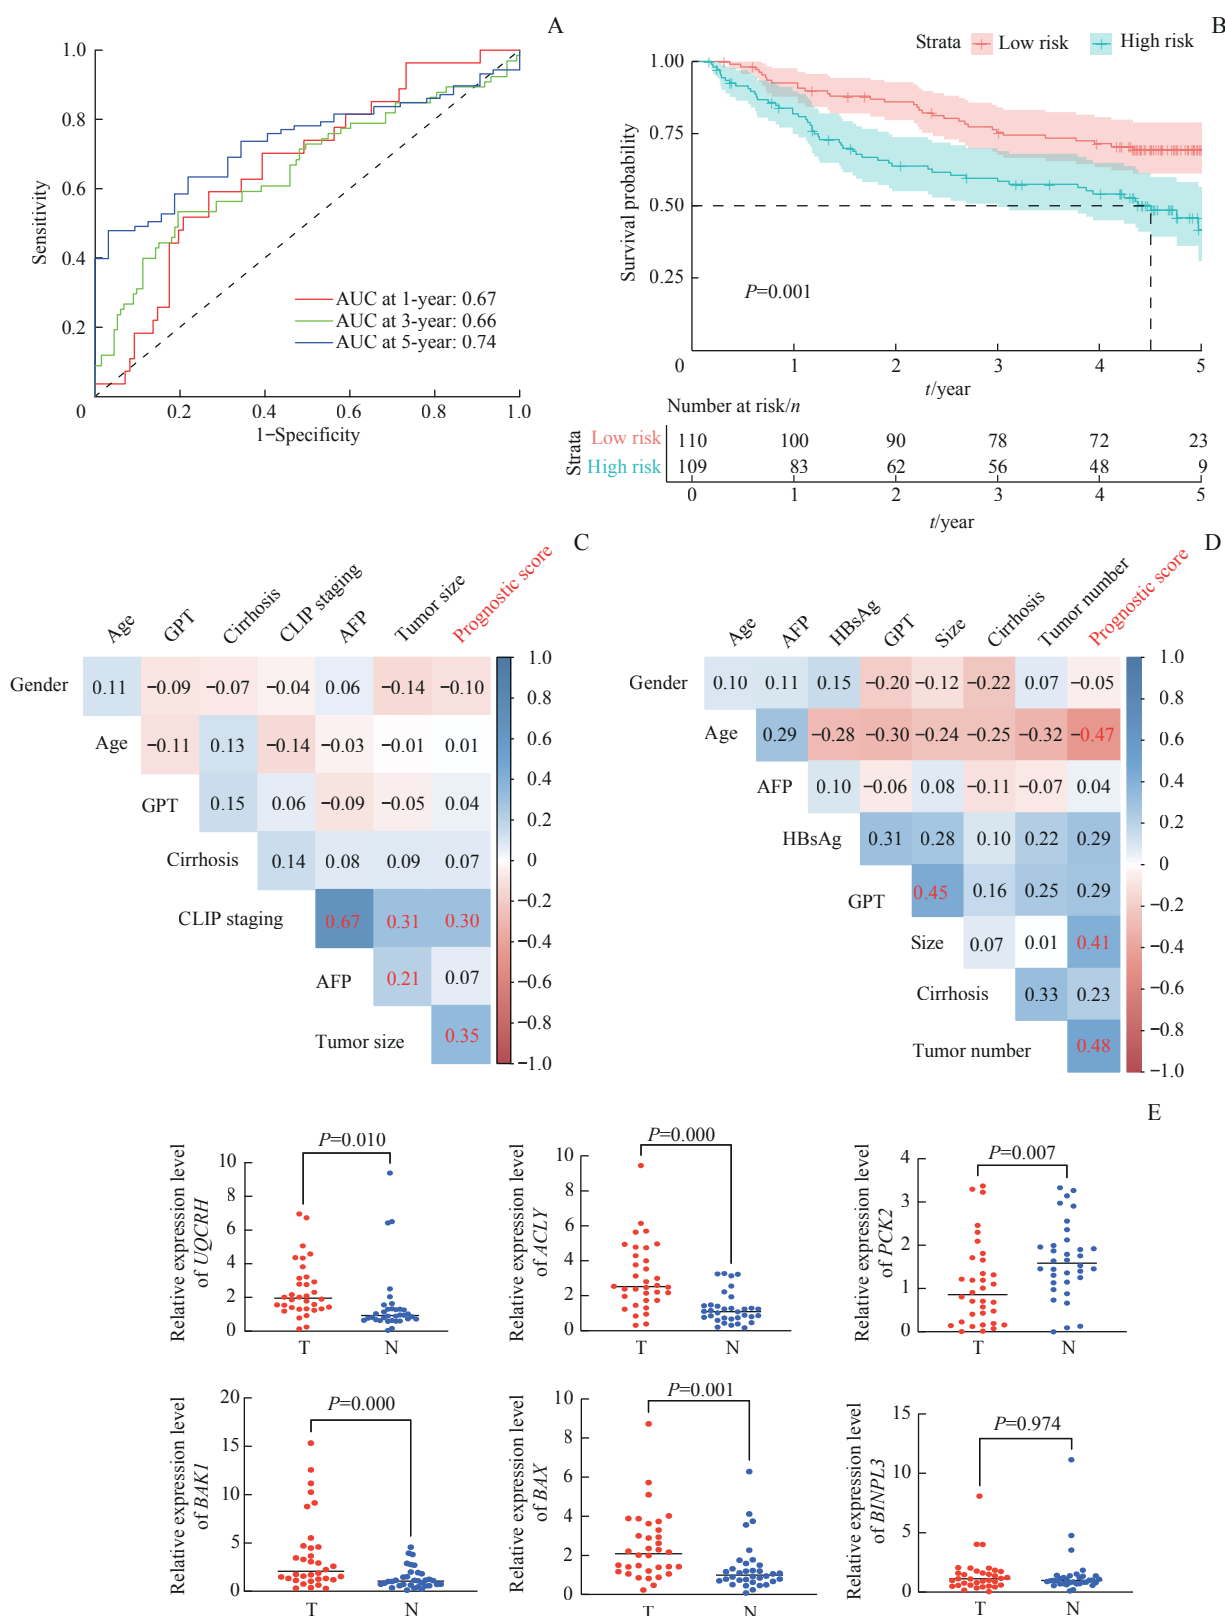 A
1.0
0.8
0.6
0.4
0.2
0
0.2
0.4
0.6
0.8
1.0
Sensitivity
1−Specificity
AUC at 1-year: 0.67
AUC at 3-year: 0.66
AUC at 5-year: 0.74
B
Strata Low risk High risk
1.00
0.75
0.50
0.25
0 1 2 3 4 5
Survival probability
P=0.001
t/year
Number at risk/n
Strata
Low risk 110 100 90 78 72 23
High risk 109 83 62 56 48 9
0 1 2 3 4 5
t/year
C
Age GPT Cirrhosis CLIP staging AFP Tumor size Prognostic score
Gender 0.11 −0.09 −0.07 −0.04 0.06 −0.14 −0.10
Age −0.11 0.13 −0.14 −0.03 −0.01 0.01
GPT 0.15 0.06 −0.09 −0.05 0.04
Cirrhosis 0.14 0.08 0.09 0.07
CLIP staging 0.67 0.31 0.30
AFP 0.21 0.07
Tumor size 0.35
1.0
0.8
0.6
0.4
0.2
0
−0.2
−0.4
−0.6
−0.8
−1.0
D
Age AFP HBsAg GPT Size Cirrhosis Tumor number Prognostic score
Gender 0.10 0.11 0.15 −0.20 −0.12 −0.22 0.07 −0.05
Age 0.29 −0.28 −0.30 −0.24 −0.25 −0.32 −0.47
AFP 0.10 −0.06 0.08 −0.11 −0.07 0.04
HBsAg 0.31 0.28 0.10 0.22 0.29
GPT 0.45 0.16 0.25 0.29
Size 0.07 0.01 0.41
Cirrhosis 0.33 0.23
Tumor number 0.48
1.0
0.8
0.6
0.4
0.2
0
−0.2
−0.4
−0.6
−0.8
−1.0
E
Relative expression level
of UQCRH
P=0.010
10
8
6
4
2
0
T N
Relative expression level
of ACLY
P=0.000
10
8
6
4
2
0
T N
Relative expression level
of PCK2
P=0.007
4
3
2
1
0
T N
Relative expression level
of BAK1
P=0.000
20
15
10
5
0
T N
Relative expression level
of BAX
P=0.001
10
8
6
4
2
0
T N
Relative expression level
of BINPL3
P=0.974
15
10
5
0
T N